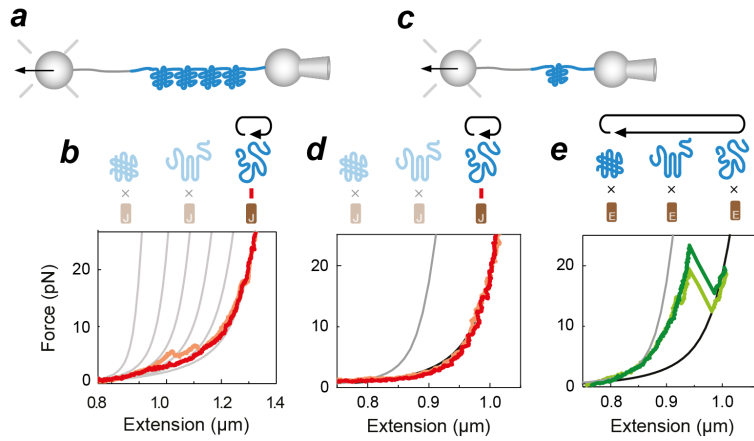 a
c
b
d
e
J
J
J
J
J
J
E
E
E
Force (pN)
20
10
0
0.8
1.0
1.2
1.4
Extension (µm)
20
10
0
0.8
0.9
1.0
Extension (µm)
20
10
0
0.8
0.9
1.0
Extension (µm)